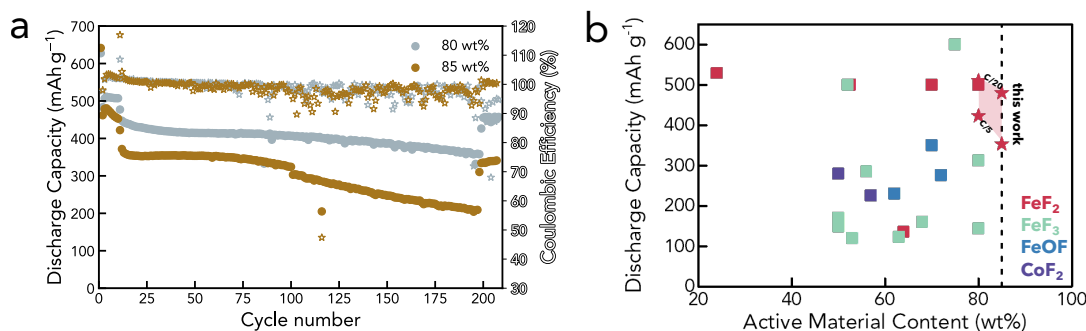 a
Discharge Capacity (mAh g⁻¹)
700
600
500
400
300
200
100
0
0
25
50
75
100
125
150
175
200
Cycle number
80 wt%
85 wt%
120
110
100
90
80
70
60
50
40
30
Coulombic Efficiency (%)
b
Discharge Capacity (mAh g⁻¹)
600
500
400
300
200
100
0
20
40
60
80
100
Active Material Content (wt%)
C/20
C/5
this work
FeF₂
FeF₃
FeOF
CoF₂